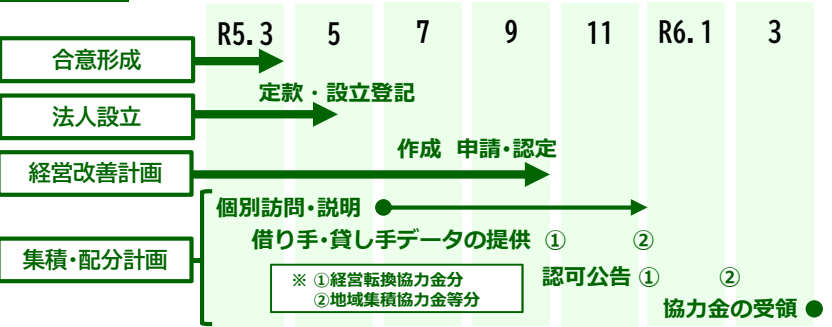 R5.3 5 7 9 11 R6.1 3
合意形成
定款・設立登記
法人設立
作成 申請・認定
経営改善計画
個別訪問・説明
借り手・貸し手データの提供 ① ②
集積・配分計画
※ ①経営転換協力金分
②地域集積協力金等分
認可公告 ① ②
協力金の受領